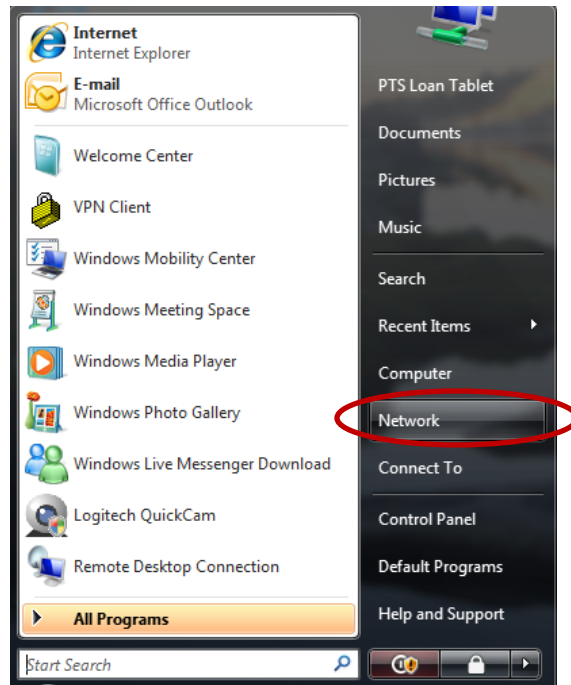 Internet
Internet Explorer
E-mail
Microsoft Office Outlook
Welcome Center
VPN Client
Windows Mobility Center
Windows Meeting Space
Windows Media Player
Windows Photo Gallery
Windows Live Messenger Download
Logitech QuickCam
Remote Desktop Connection
All Programs
Start Search
PTS Loan Tablet
Documents
Pictures
Music
Search
Recent Items
Computer
Network
Connect To
Control Panel
Default Programs
Help and Support